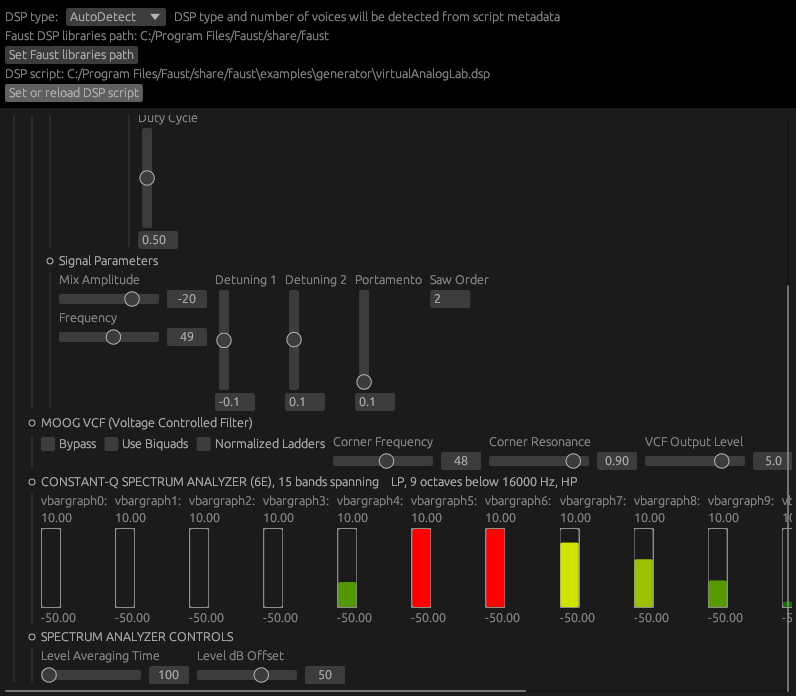 DSP type: AutoDetect DSP type and number of voices will be detected from script metadata
Faust DSP libraries path: C:/Program Files/Faust/share/faust
Set Faust libraries path
DSP script: C:/Program Files/Faust/share/faust\examples\generator\virtualAnalogLab.dsp
Set or reload DSP script
Duty Cycle
0.50
Signal Parameters
Mix Amplitude Detuning 1 Detuning 2 Portamento Saw Order
-20 2
Frequency
49
-0.1 0.1 0.1
MOOG VCF (Voltage Controlled Filter)
Bypass Use Biquads Normalized Ladders Corner Frequency Corner Resonance VCF Output Level
48 0.90 5.0
CONSTANT-Q SPECTRUM ANALYZER (6E), 15 bands spanning LP, 9 octaves below 16000 Hz, HP
vbargraph0: vbargraph1: vbargraph2: vbargraph3: vbargraph4: vbargraph5: vbargraph6: vbargraph7: vbargraph8: vbargraph9:
10.00 10.00 10.00 10.00 10.00 10.00 10.00 10.00 10.00 10.00
-50.00 -50.00 -50.00 -50.00 -50.00 -50.00 -50.00 -50.00 -50.00 -50.00
SPECTRUM ANALYZER CONTROLS
Level Averaging Time Level dB Offset
100 50